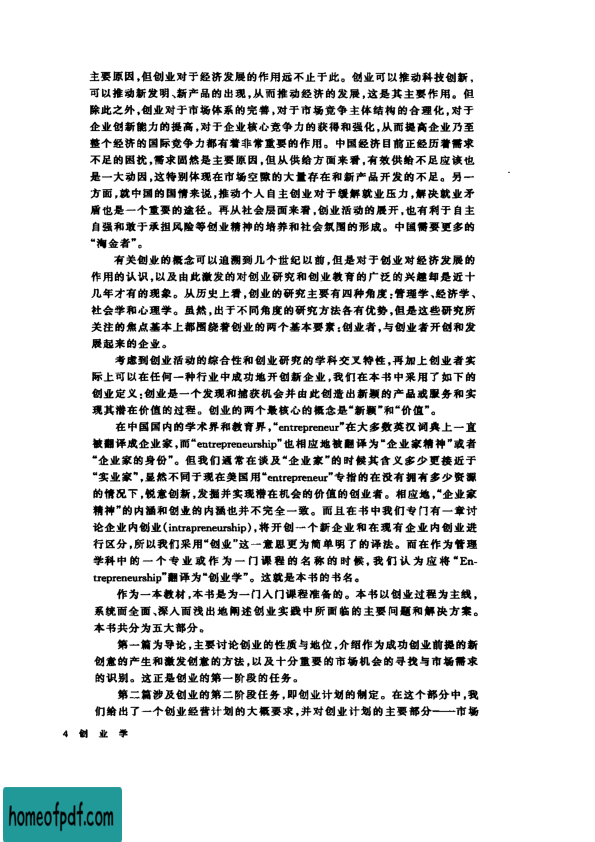 主要原因,但创业对于经济发展的作用远不止于此。创业可以推动科技创新,
可以推动新发明、新产品的出现,从而推动经济的发展,这是其主要作用。但
除此之外,创业对于市场体系的完善,对于市场竞争主体结构的合理化,对于
企业创新能力的提高,对于企业核心竞争力的获得和强化,从而提高企业乃至
整个经济的国际竞争力都有着非常重要的作用。中国经济目前正经历着需求
不足的困扰,需求固然是主要原因,但从供给方面来看,有效供给不足应该也
是一大动因,这特别体现在市场空隙的大量存在和新产品开发的不足。另一
方面,就中国的国情来说,推动个人自主创业对于缓解就业压力,解决就业矛
盾也是一个重要的途径。再从社会层面来看,创业活动的展开,也有利于自主
自强和敢于承担风险等创业精神的培养和社会氛围的形成。中国需要更多的
“淘金者”。
有关创业的概念可以追溯到几个世纪以前,但是对于创业对经济发展的
作用的认识,以及由此激发的对创业研究和创业教育的广泛的兴趣却是近十
几年才有的现象。从历史上看,创业的研究主要有四种角度:管理学、经济学、
社会学和心理学。虽然,出于不同角度的研究方法各有优势,但是这些研究所
关注的焦点基本上都围绕着创业的两个基本要素:创业者,与创业者开创和发
展起来的企业。
考虑到创业活动的综合性和创业研究的学科交叉特性,再加上创业者实
际上可以在任何一种行业中成功地开创新企业,我们在本书中采用了如下的
创业定义:创业是一个发现和捕获机会并由此创造出新颖的产品或服务和实
现其潜在价值的过程。创业的两个最核心的概念是“新颖”和“价值”。
在中国国内的学术界和教育界,“entrepreneur”在大多数英汉词典上一直
被翻译成企业家,而“entrepreneurship”也相应地被翻译为“企业家精神”或者
“企业家的身份”。但我们通常在谈及“企业家”的时候其含义多少更接近于
“实业家”,显然不同于现在美国用“entrepreneur”专指的在没有拥有多少资源
的情况下,锐意创新,发掘并实现潜在机会的价值的创业者。相应地,“企业家
精神”的内涵和创业的内涵也并不完全一致。而且在书中我们专门有一章讨
论企业内创业(intrapreneurship),将开创一个新企业和在现有企业内创业进
行区分,所以我们采用“创业”这一意思更为简单明了的译法。而在作为管理
学科中的一个专业或作为一门课程的名称的时候,我们认为应将“En-
trepreneurship”翻译为“创业学”。这就是本书的书名。
作为一本教材,本书是为一门入门课程准备的。本书以创业过程为主线,
系统而全面、深入而浅出地阐述创业实践中所面临的主要问题和解决方案。
本书共分为五大部分。
第一篇为导论,主要讨论创业的性质与地位,介绍作为成功创业前提的新
创意的产生和激发创意的方法,以及十分重要的市场机会的寻找与市场需求
的识别。这正是创业的第一阶段的任务。
第二篇涉及创业的第二阶段任务,即创业计划的制定。在这个部分中,我
们给出了一个创业经营计划的大概要求,并对创业计划的主要部分——市场
4 创 业 学
homeofpdf.com